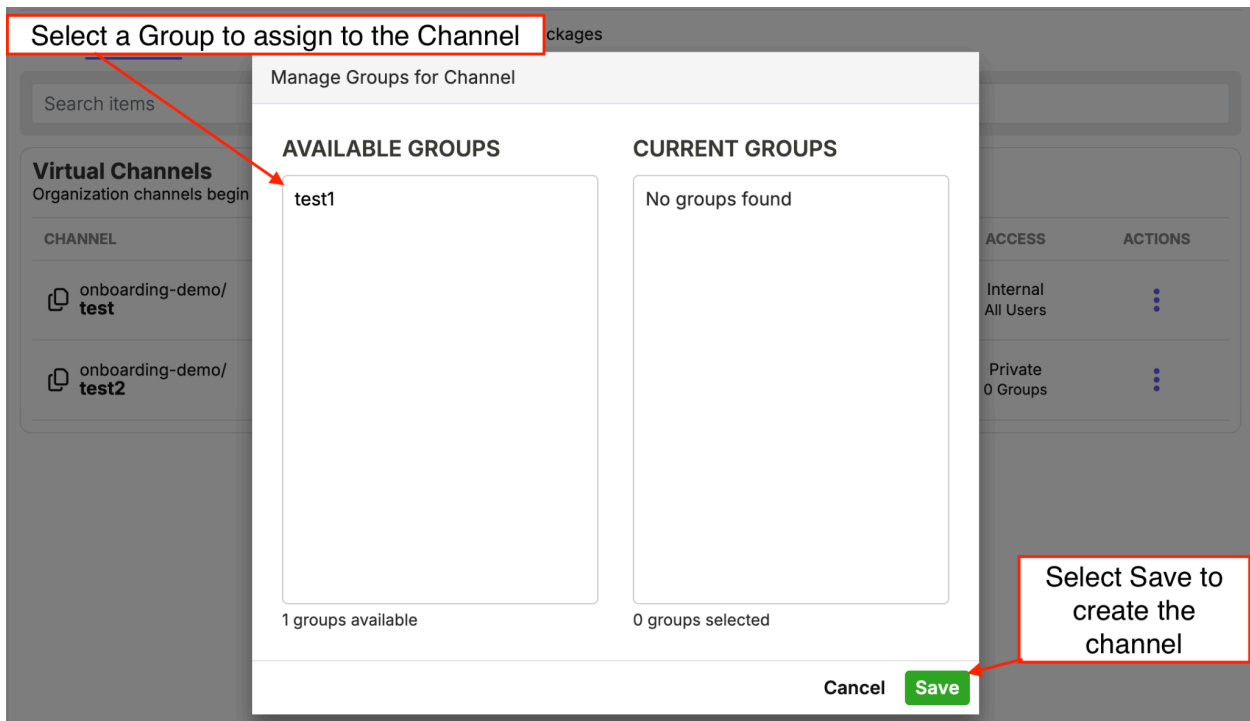 Select a Group to assign to the Channel
ckages
Manage Groups for Channel
Search items
AVAILABLE GROUPS
CURRENT GROUPS
Virtual Channels
Organization channels begin
test1
No groups found
CHANNEL
ACCESS
ACTIONS
onboarding-demo/
test
Internal
All Users
onboarding-demo/
test2
Private
0 Groups
Select Save to
create the
channel
1 groups available
0 groups selected
Cancel
Save